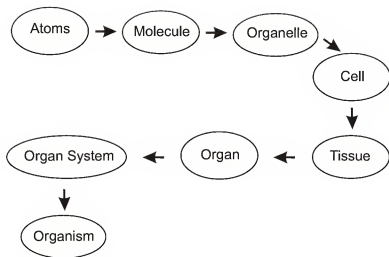 Atoms
Molecule
Organelle
Cell
Tissue
Organ
Organ System
Organism